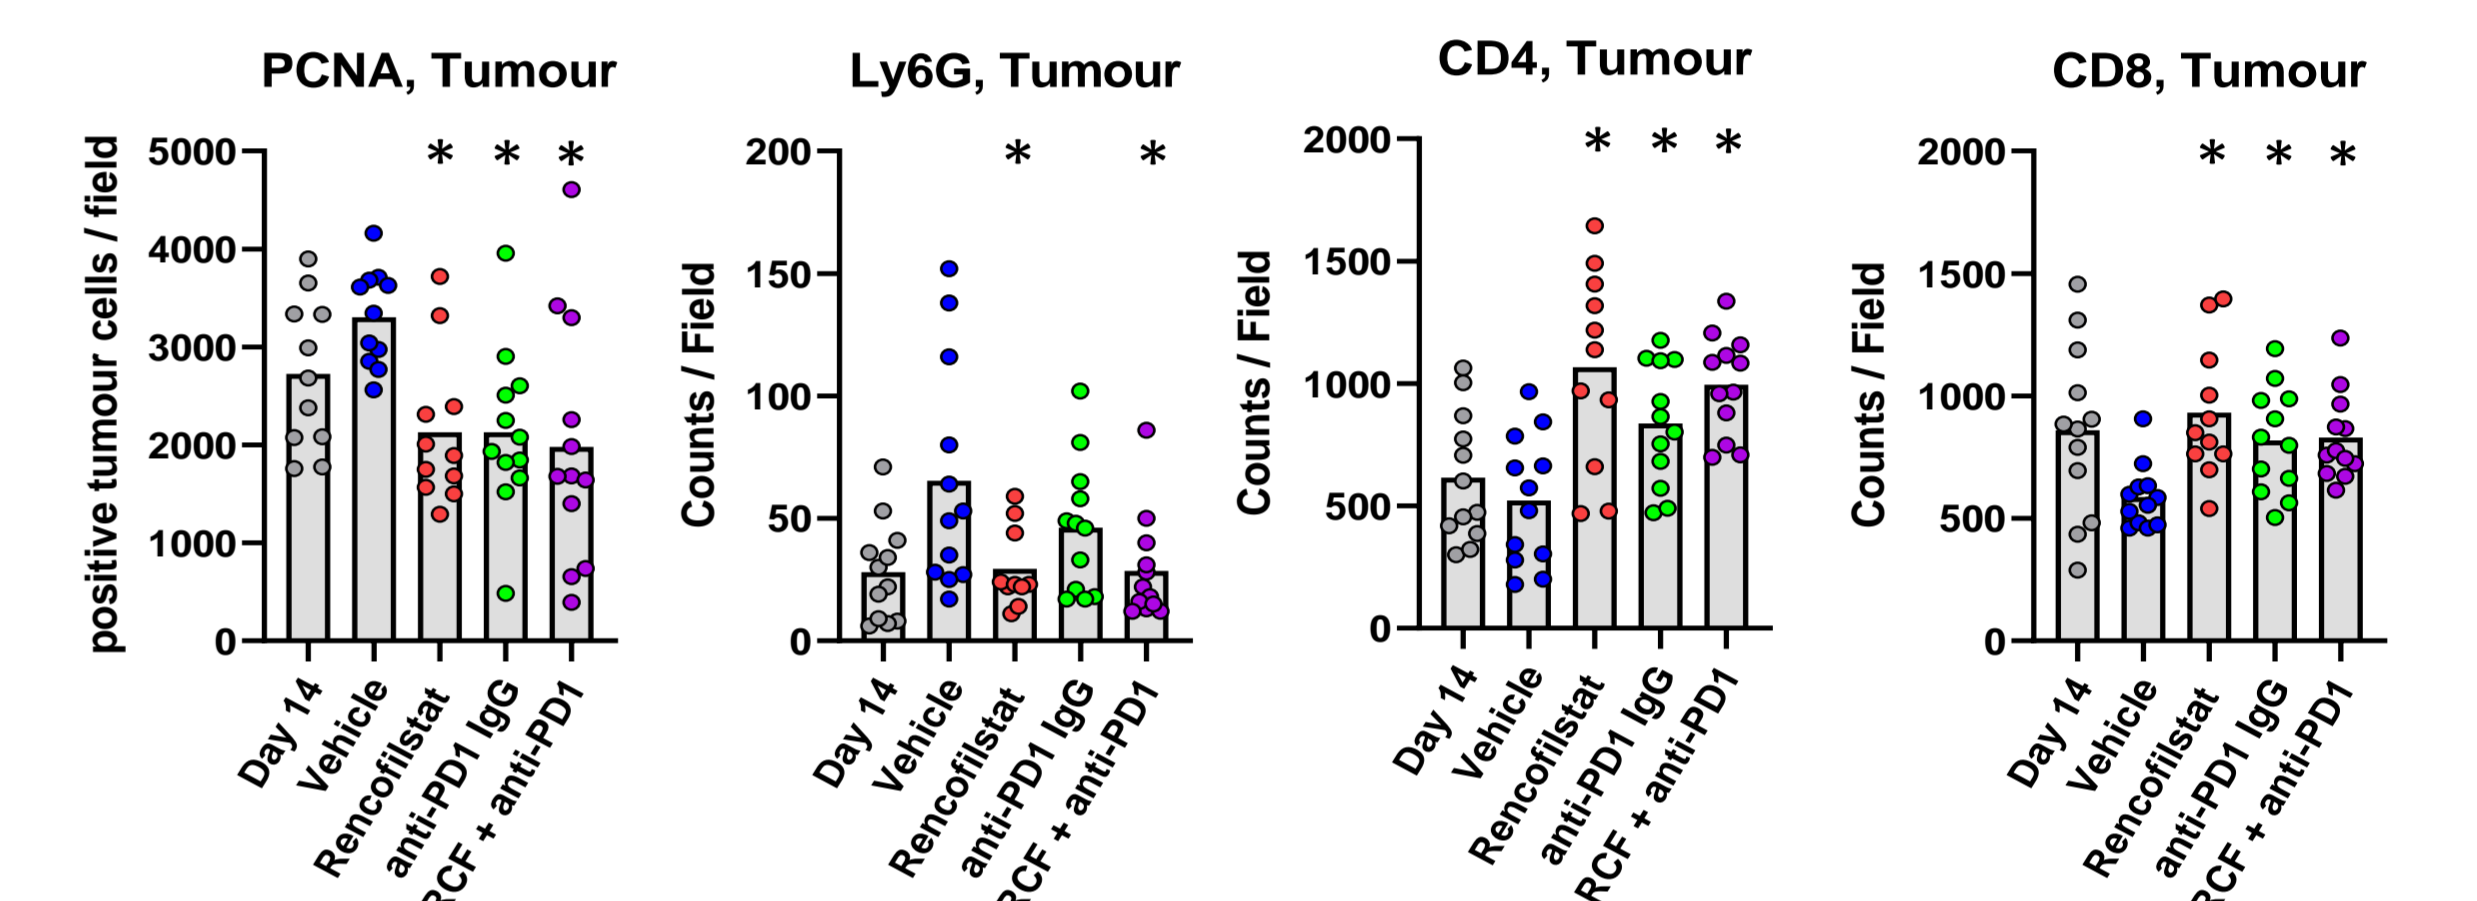 PCNA, Tumour
positive tumour cells / field
5000
4000
3000
2000
1000
0
* * *
Day 14
Vehicle
Rencofilstat
anti-PD1 IgG
RCF + anti-PD1
Ly6G, Tumour
Counts / Field
200
150
100
50
0
* *
Day 14
Vehicle
Rencofilstat
anti-PD1 IgG
RCF + anti-PD1
CD4, Tumour
Counts / Field
2000
1500
1000
500
0
* * *
Day 14
Vehicle
Rencofilstat
anti-PD1 IgG
RCF + anti-PD1
CD8, Tumour
Counts / Field
2000
1500
1000
500
0
* * *
Day 14
Vehicle
Rencofilstat
anti-PD1 IgG
RCF + anti-PD1